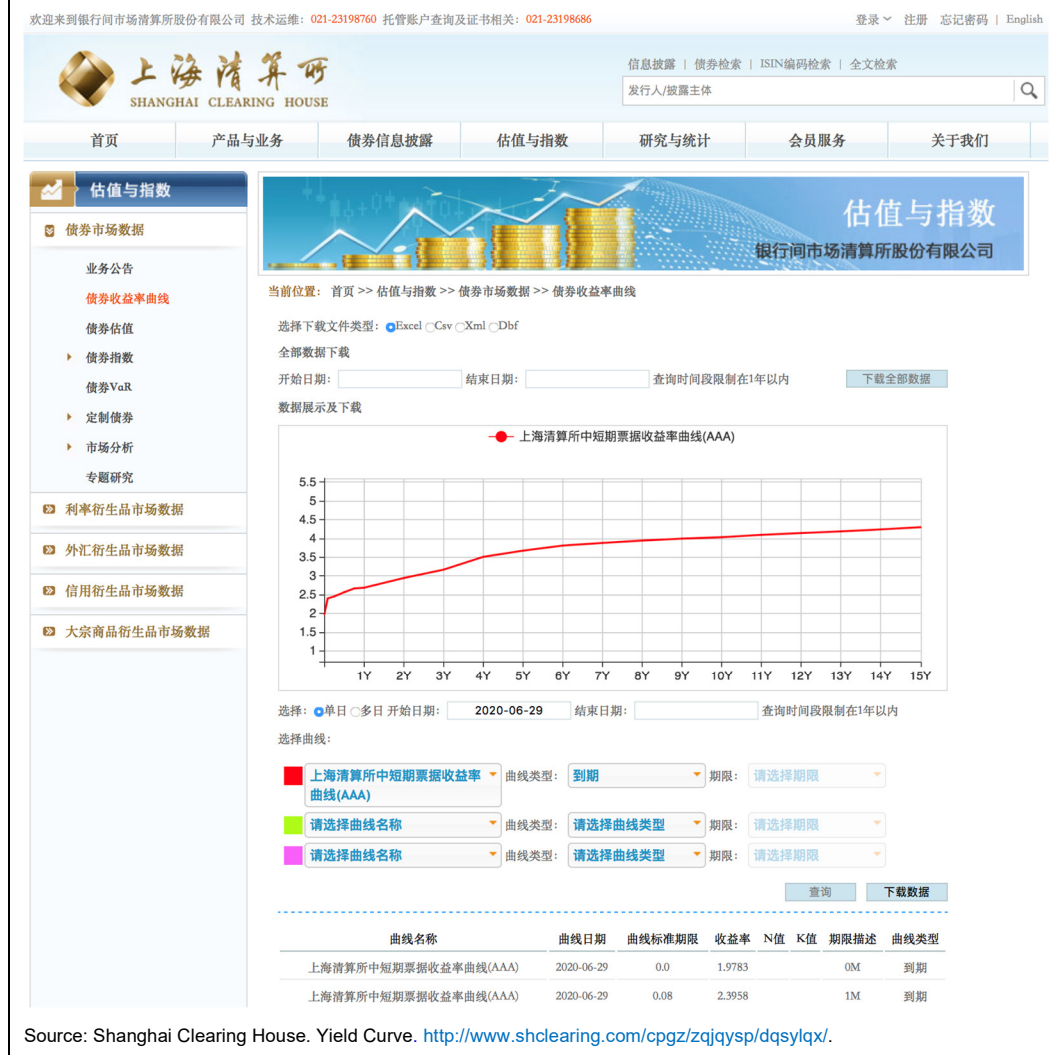 欢迎来到银行间市场清算所股份有限公司 技术运维：021-23198760 托管账户查询及证书相关：021-23198686
登录 注册 忘记密码 | English
上海清算所
SHANGHAI CLEARING HOUSE
信息披露 | 债券检索 | ISIN编码检索 | 全文检索
发行人/披露主体
首页 产品与业务 债券信息披露 估值与指数 研究与统计 会员服务 关于我们
估值与指数
债券市场数据
业务公告
债券收益率曲线
债券估值
债券指数
债券VaR
定制债券
市场分析
专题研究
利率衍生品市场数据
外汇衍生品市场数据
信用衍生品市场数据
大宗商品衍生品市场数据
估值与指数
银行间市场清算所股份有限公司
当前位置： 首页 >> 估值与指数 >> 债券市场数据 >> 债券收益率曲线
选择下载文件类型： Excel Csv Xml Dbf
全部数据下载
开始日期： 结束日期： 查询时间段限制在1年以内 下载全部数据
数据展示及下载
上海清算所中短期票据收益率曲线(AAA)
5.5
5
4.5
4
3.5
3
2.5
2
1.5
1
1Y 2Y 3Y 4Y 5Y 6Y 7Y 8Y 9Y 10Y 11Y 12Y 13Y 14Y 15Y
选择： 单日 多日 开始日期： 2020-06-29 结束日期： 查询时间段限制在1年以内
选择曲线：
上海清算所中短期票据收益率 曲线类型： 到期 期限： 请选择期限
曲线(AAA)
请选择曲线名称 曲线类型： 请选择曲线类型 期限： 请选择期限
请选择曲线名称 曲线类型： 请选择曲线类型 期限： 请选择期限
查询 下载数据
曲线名称 曲线日期 曲线标准期限 收益率 N值 K值 期限描述 曲线类型
上海清算所中短期票据收益率曲线(AAA) 2020-06-29 0.0 1.9783 0M 到期
上海清算所中短期票据收益率曲线(AAA) 2020-06-29 0.08 2.3958 1M 到期
Source: Shanghai Clearing House. Yield Curve. http://www.shclearing.com/cpgz/zqjqysp/dqsylqx/.